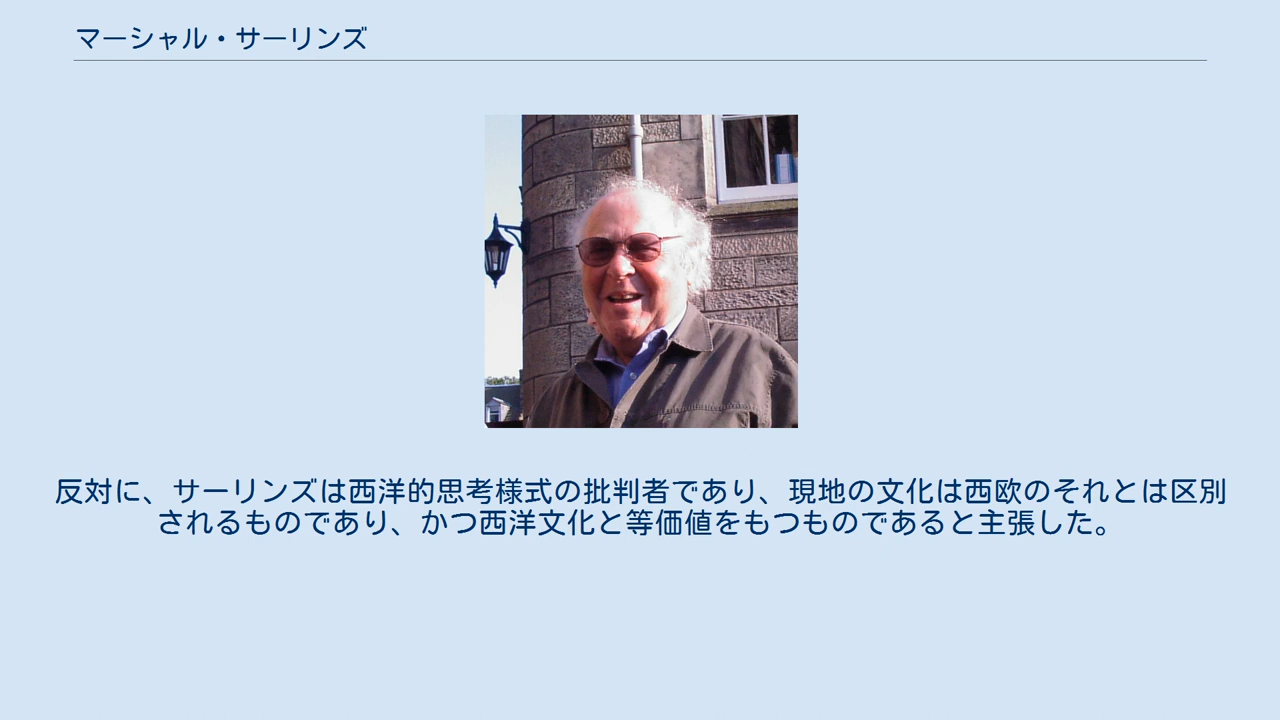 マーシャル・サーリンズ
反対に、サーリンズは西洋的思考様式の批判者であり、現地の文化は西欧のそれとは区別
されるものであり、かつ西洋文化と等価値をもつものであると主張した。